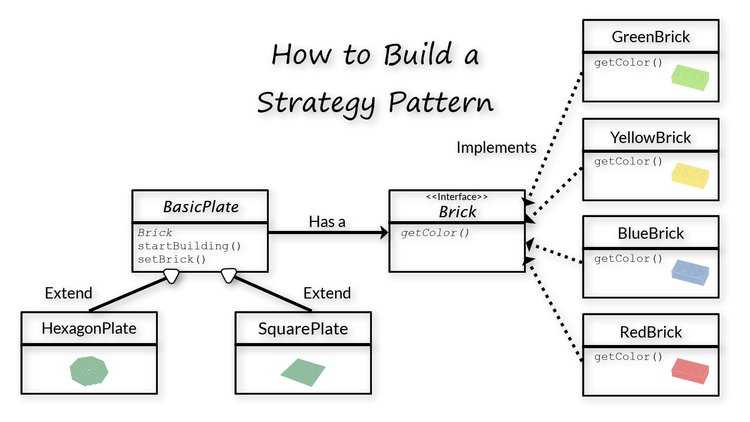 How to Build a
Strategy Pattern
GreenBrick
getColor()
Implements
YellowBrick
getColor()
BasicPlate
Brick
startBuilding()
setBrick()
Has a
<<Interface>>
Brick
getColor()
BlueBrick
getColor()
Extend
Extend
HexagonPlate
SquarePlate
RedBrick
getColor()